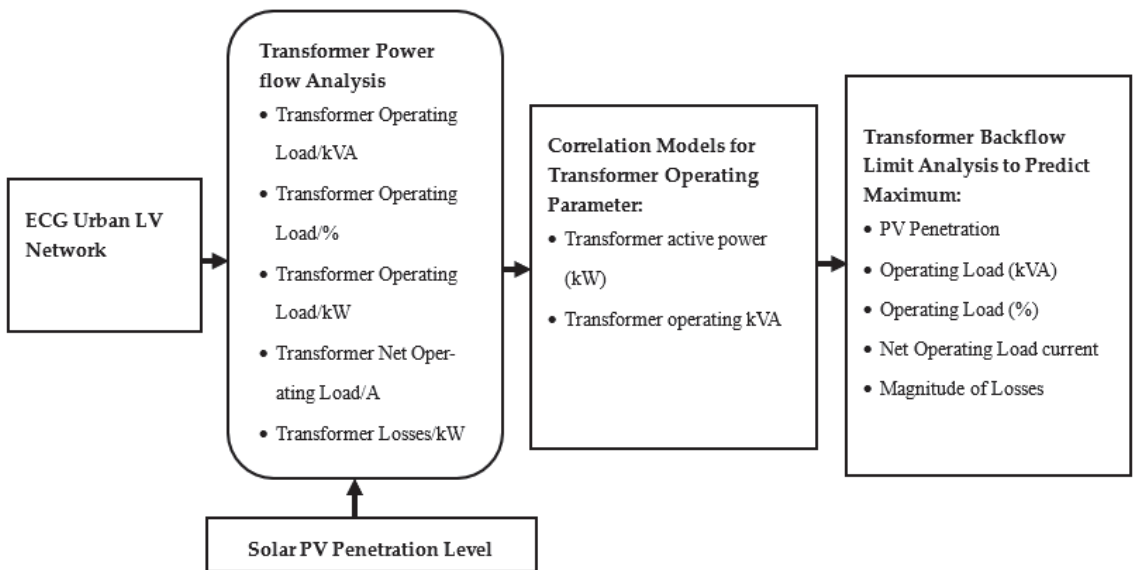 ECG Urban LV
Network
Transformer Power
flow Analysis
• Transformer Operating
Load/kVA
• Transformer Operating
Load/%
• Transformer Operating
Load/kW
• Transformer Net Oper-
ating Load/A
• Transformer Losses/kW
Solar PV Penetration Level
Correlation Models for
Transformer Operating
Parameter:
• Transformer active power
(kW)
• Transformer operating kVA
Transformer Backflow
Limit Analysis to Predict
Maximum:
• PV Penetration
• Operating Load (kVA)
• Operating Load (%)
• Net Operating Load current
• Magnitude of Losses